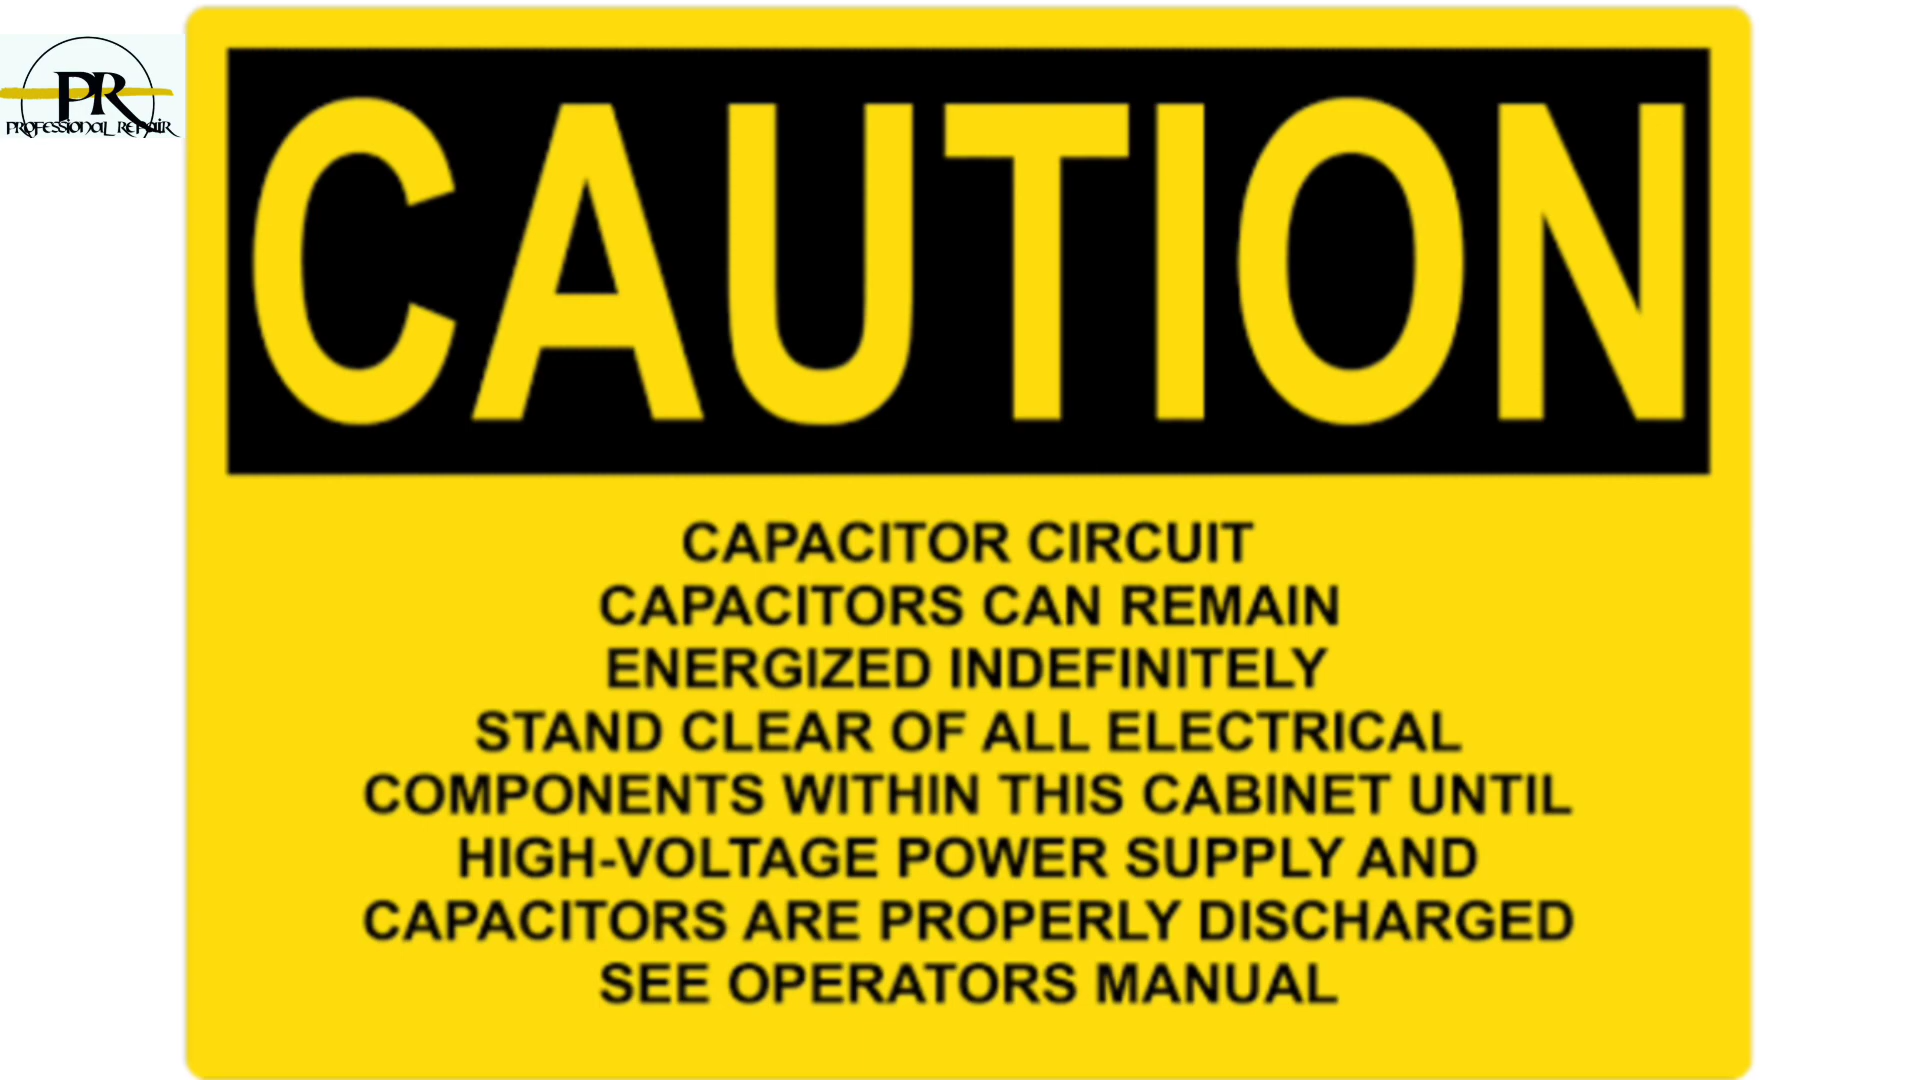 PR
PROFESSIONAL REPAIR
CAUTION
CAPACITOR CIRCUIT
CAPACITORS CAN REMAIN
ENERGIZED INDEFINITELY
STAND CLEAR OF ALL ELECTRICAL
COMPONENTS WITHIN THIS CABINET UNTIL
HIGH-VOLTAGE POWER SUPPLY AND
CAPACITORS ARE PROPERLY DISCHARGED
SEE OPERATORS MANUAL